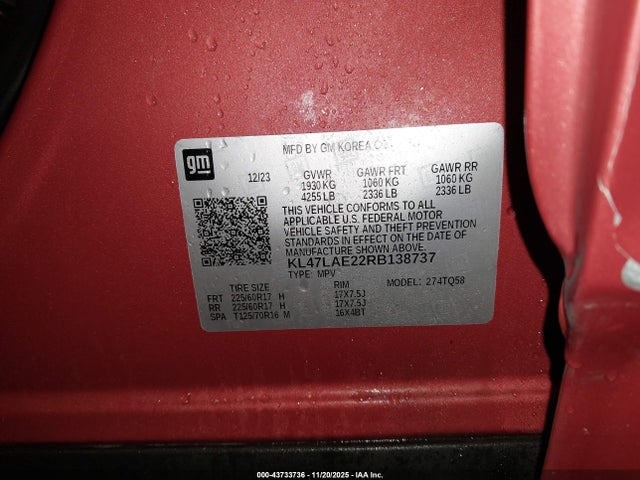 MFD BY GM KOREA CO.
gm
12/23 GVWR GAWR FRT GAWR RR
1930 KG 1060 KG 1060 KG
4255 LB 2336 LB 2336 LB
THIS VEHICLE CONFORMS TO ALL
APPLICABLE U.S. FEDERAL MOTOR
VEHICLE SAFETY AND THEFT PREVENTION
STANDARDS IN EFFECT ON THE DATE OF
MANUFACTURE SHOWN ABOVE.
KL47LAE22RB138737
TYPE: MPV MODEL: 274TQ58
TIRE SIZE RIM
FRT 225/60R17 H 17X7.5J
RR 225/60R17 H 17X7.5J
SPA T125/70R16 M 16X4BT
000-43733736 - 11/20/2025 - IAA Inc.